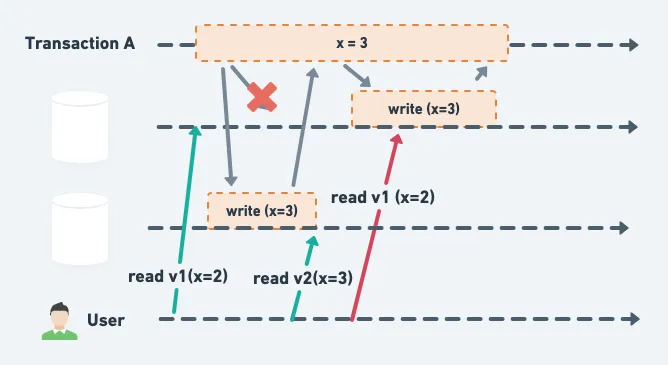 Transaction A
x = 3
write (x=3)
read v1 (x=2)
write (x=3)
read v1(x=2)
read v2(x=3)
User